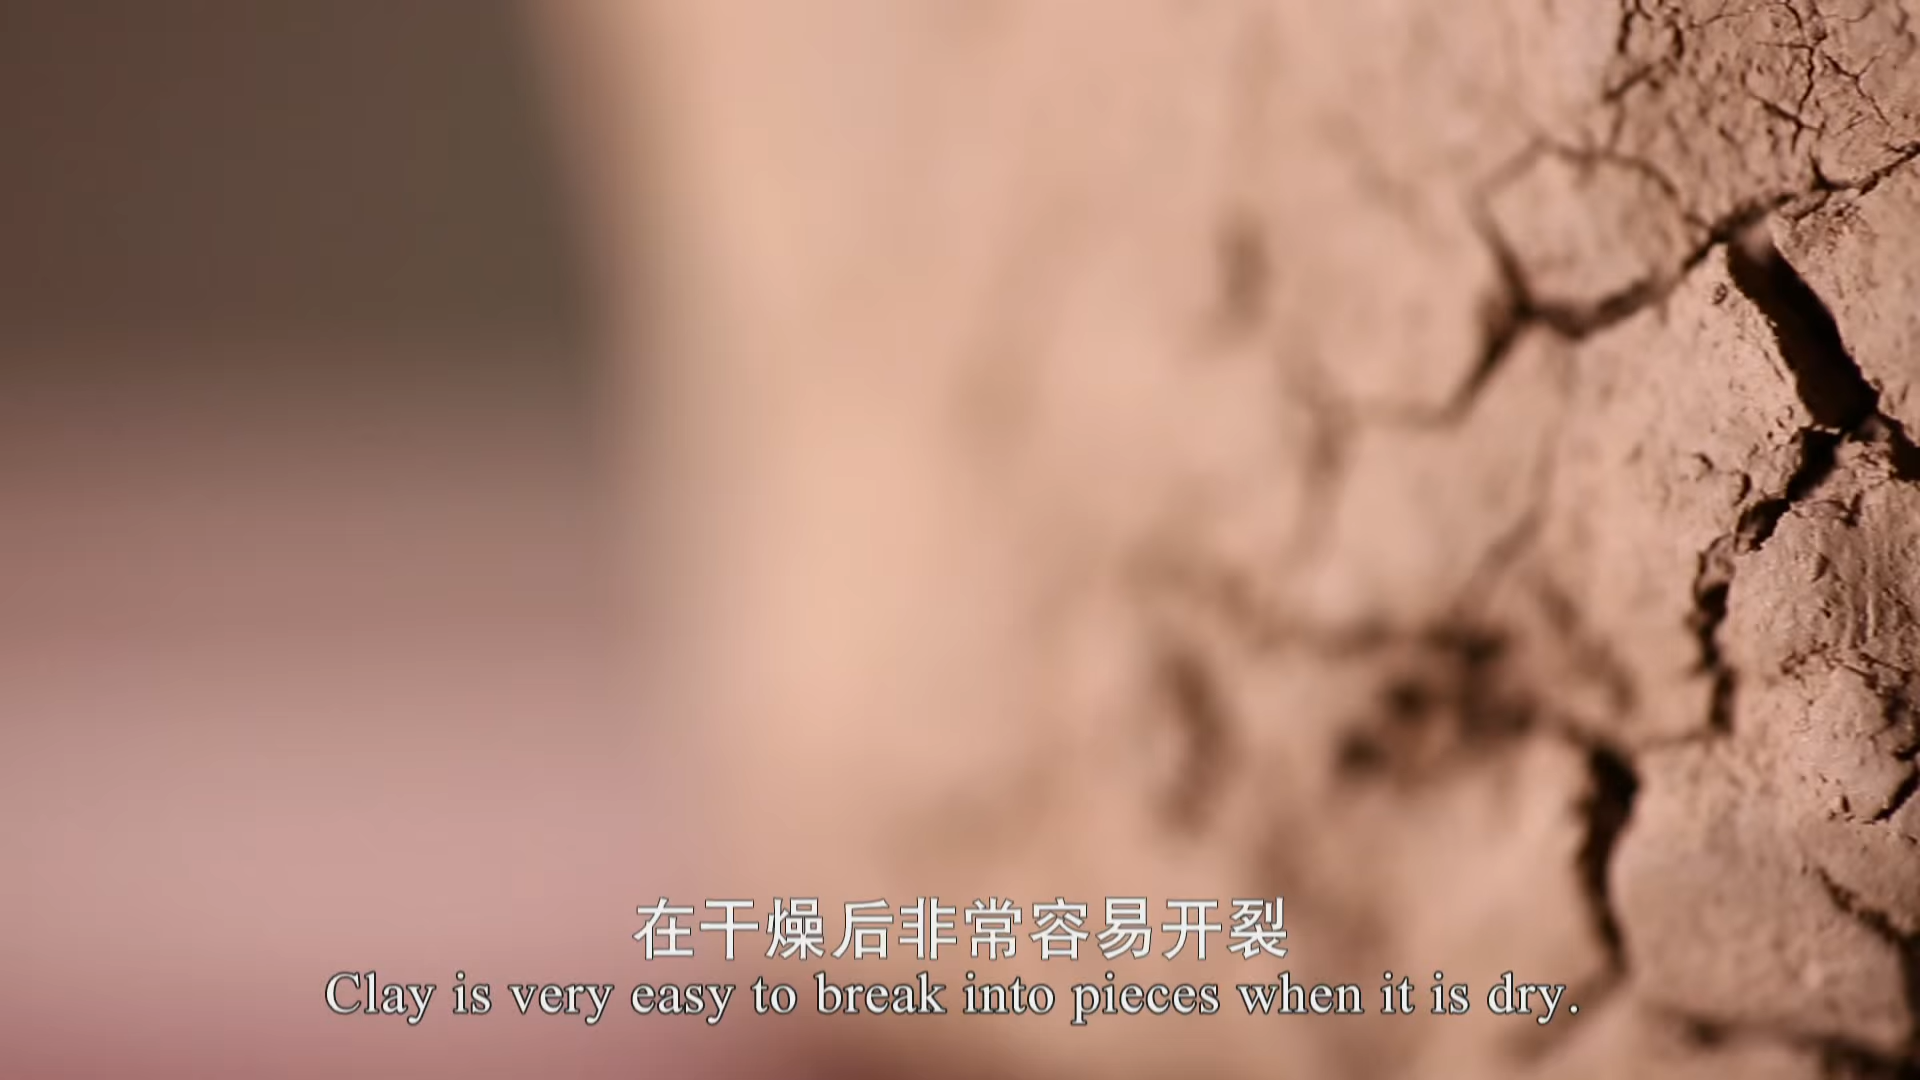 在干燥后非常容易开裂
Clay is very easy to break into pieces when it is dry.